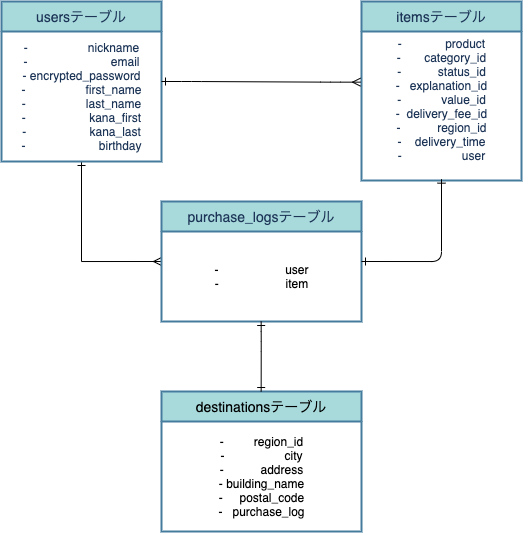 usersテーブル
- nickname
- email
- encrypted_password
- first_name
- last_name
- kana_first
- kana_last
- birthday
itemsテーブル
- product
- category_id
- status_id
- explanation_id
- value_id
- delivery_fee_id
- region_id
- delivery_time
- user
purchase_logsテーブル
- user
- item
destinationsテーブル
- region_id
- city
- address
- building_name
- postal_code
- purchase_log